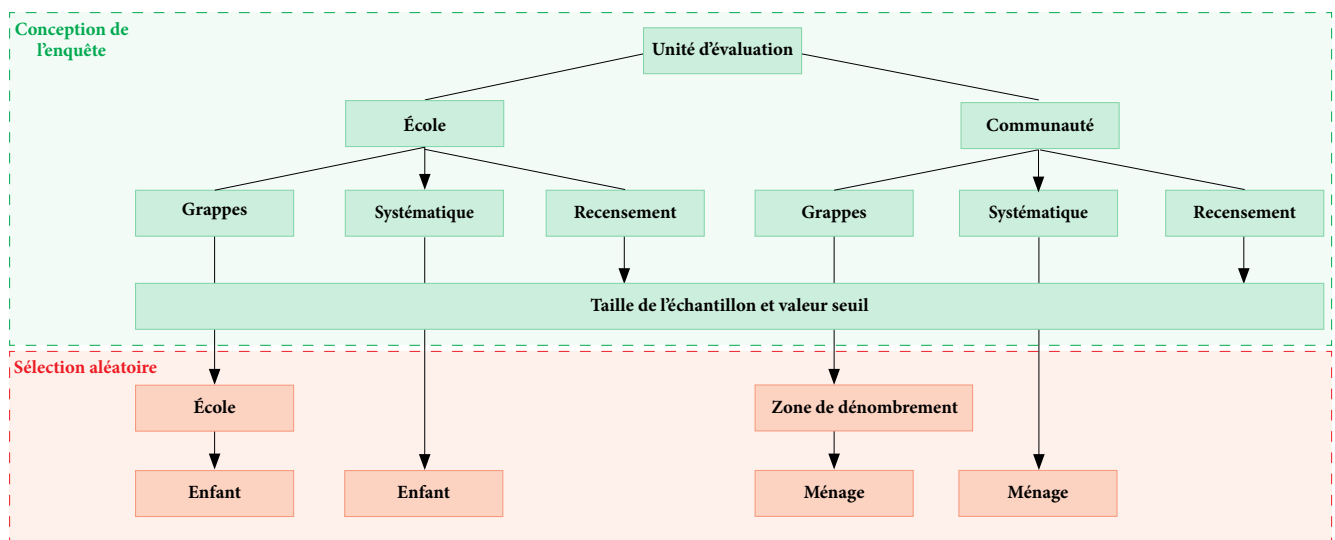 Conception de
l'enquête
Unité d'évaluation
École
Communauté
Grappes
Systématique
Recensement
Grappes
Systématique
Recensement
Taille de l'échantillon et valeur seuil
Sélection aléatoire
École
Zone de dénombrement
Enfant
Enfant
Ménage
Ménage